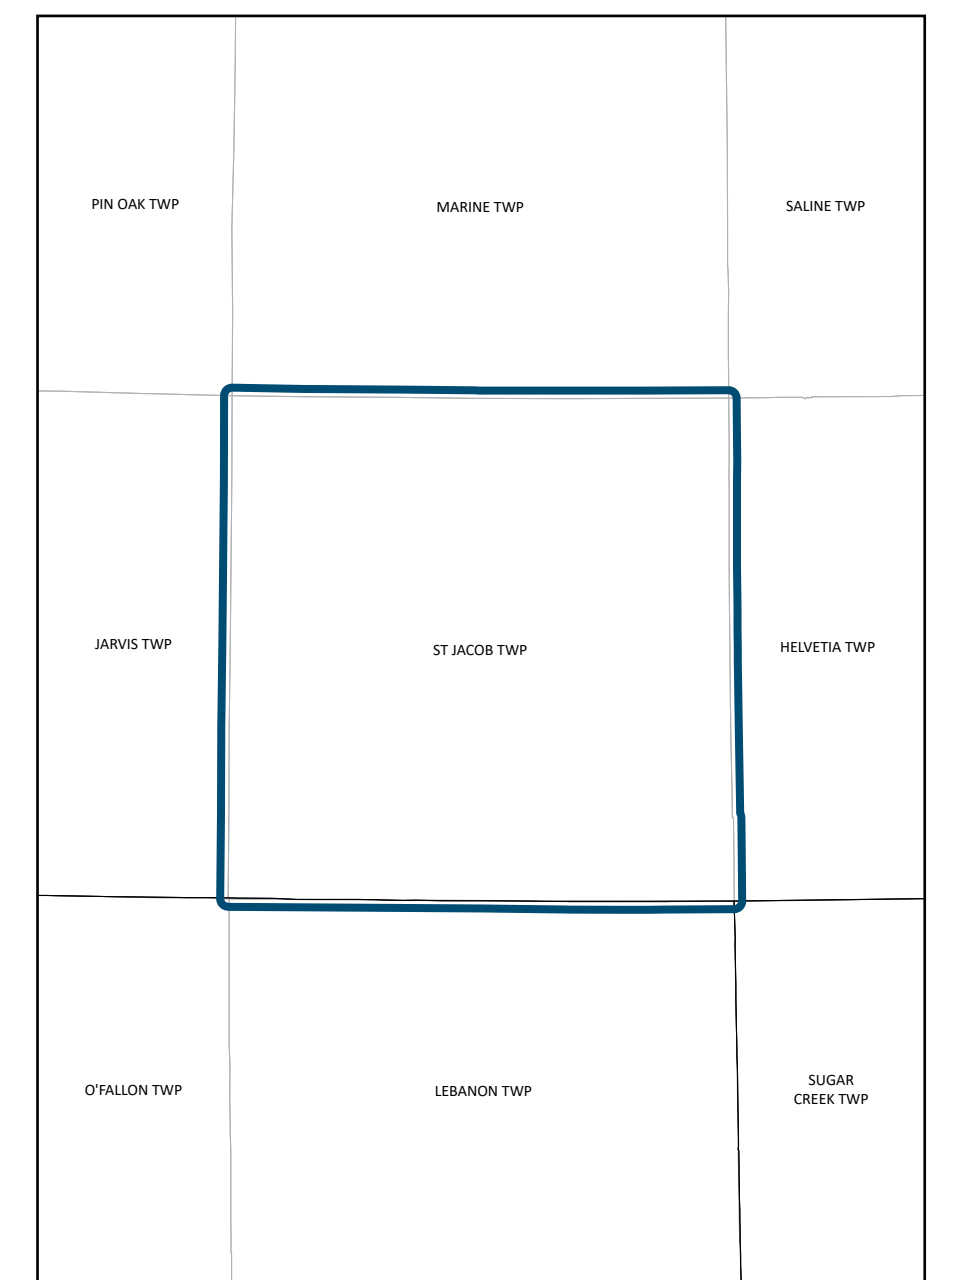 PIN OAK TWP
MARINE TWP
SALINE TWP
JARVIS TWP
ST JACOB TWP
HELVETIA TWP
O'FALLON TWP
LEBANON TWP
SUGAR
CREEK TWP